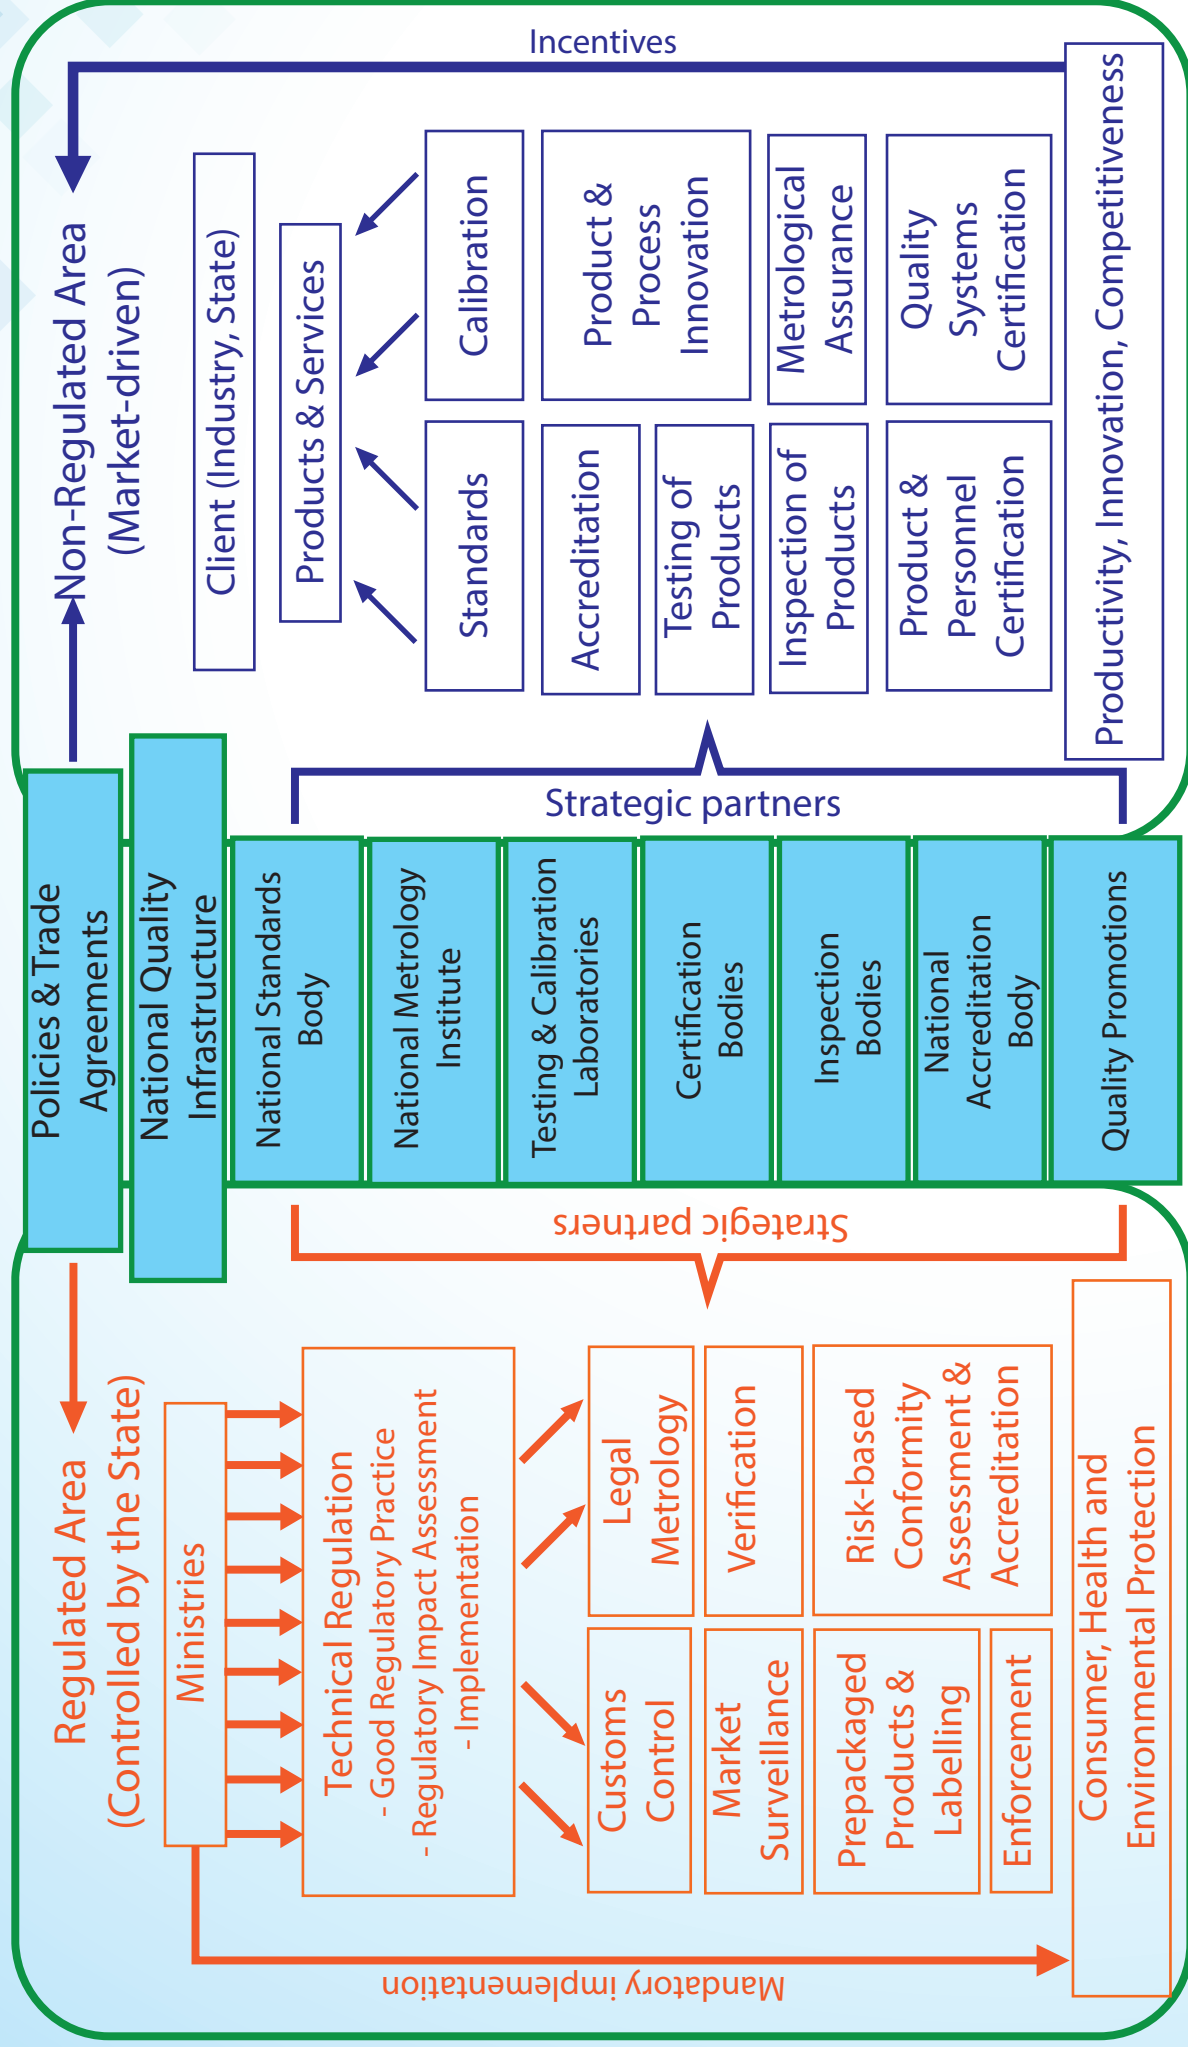 Policies & Trade
Agreements
National Quality
Infrastructure
Regulated Area
(Controlled by the State)
Ministries
Technical Regulation
- Good Regulatory Practice
- Regulatory Impact Assessment
- Implementation
Customs
Control
Legal
Metrology
Market
Surveillance
Verification
Prepackaged
Products &
Labelling
Risk-based
Conformity
Assessment &
Accreditation
Enforcement
Consumer, Health and
Environmental Protection
Mandatory implementation
Strategic partners
National Standards
Body
National Metrology
Institute
Testing & Calibration
Laboratories
Certification
Bodies
Inspection
Bodies
National
Accreditation
Body
Quality Promotions
Strategic partners
Non-Regulated Area
(Market-driven)
Client (Industry, State)
Products & Services
Standards
Calibration
Accreditation
Product &
Process
Innovation
Testing of
Products
Inspection of
Products
Metrological
Assurance
Product &
Personnel
Certification
Quality
Systems
Certification
Productivity, Innovation, Competitiveness
Incentives